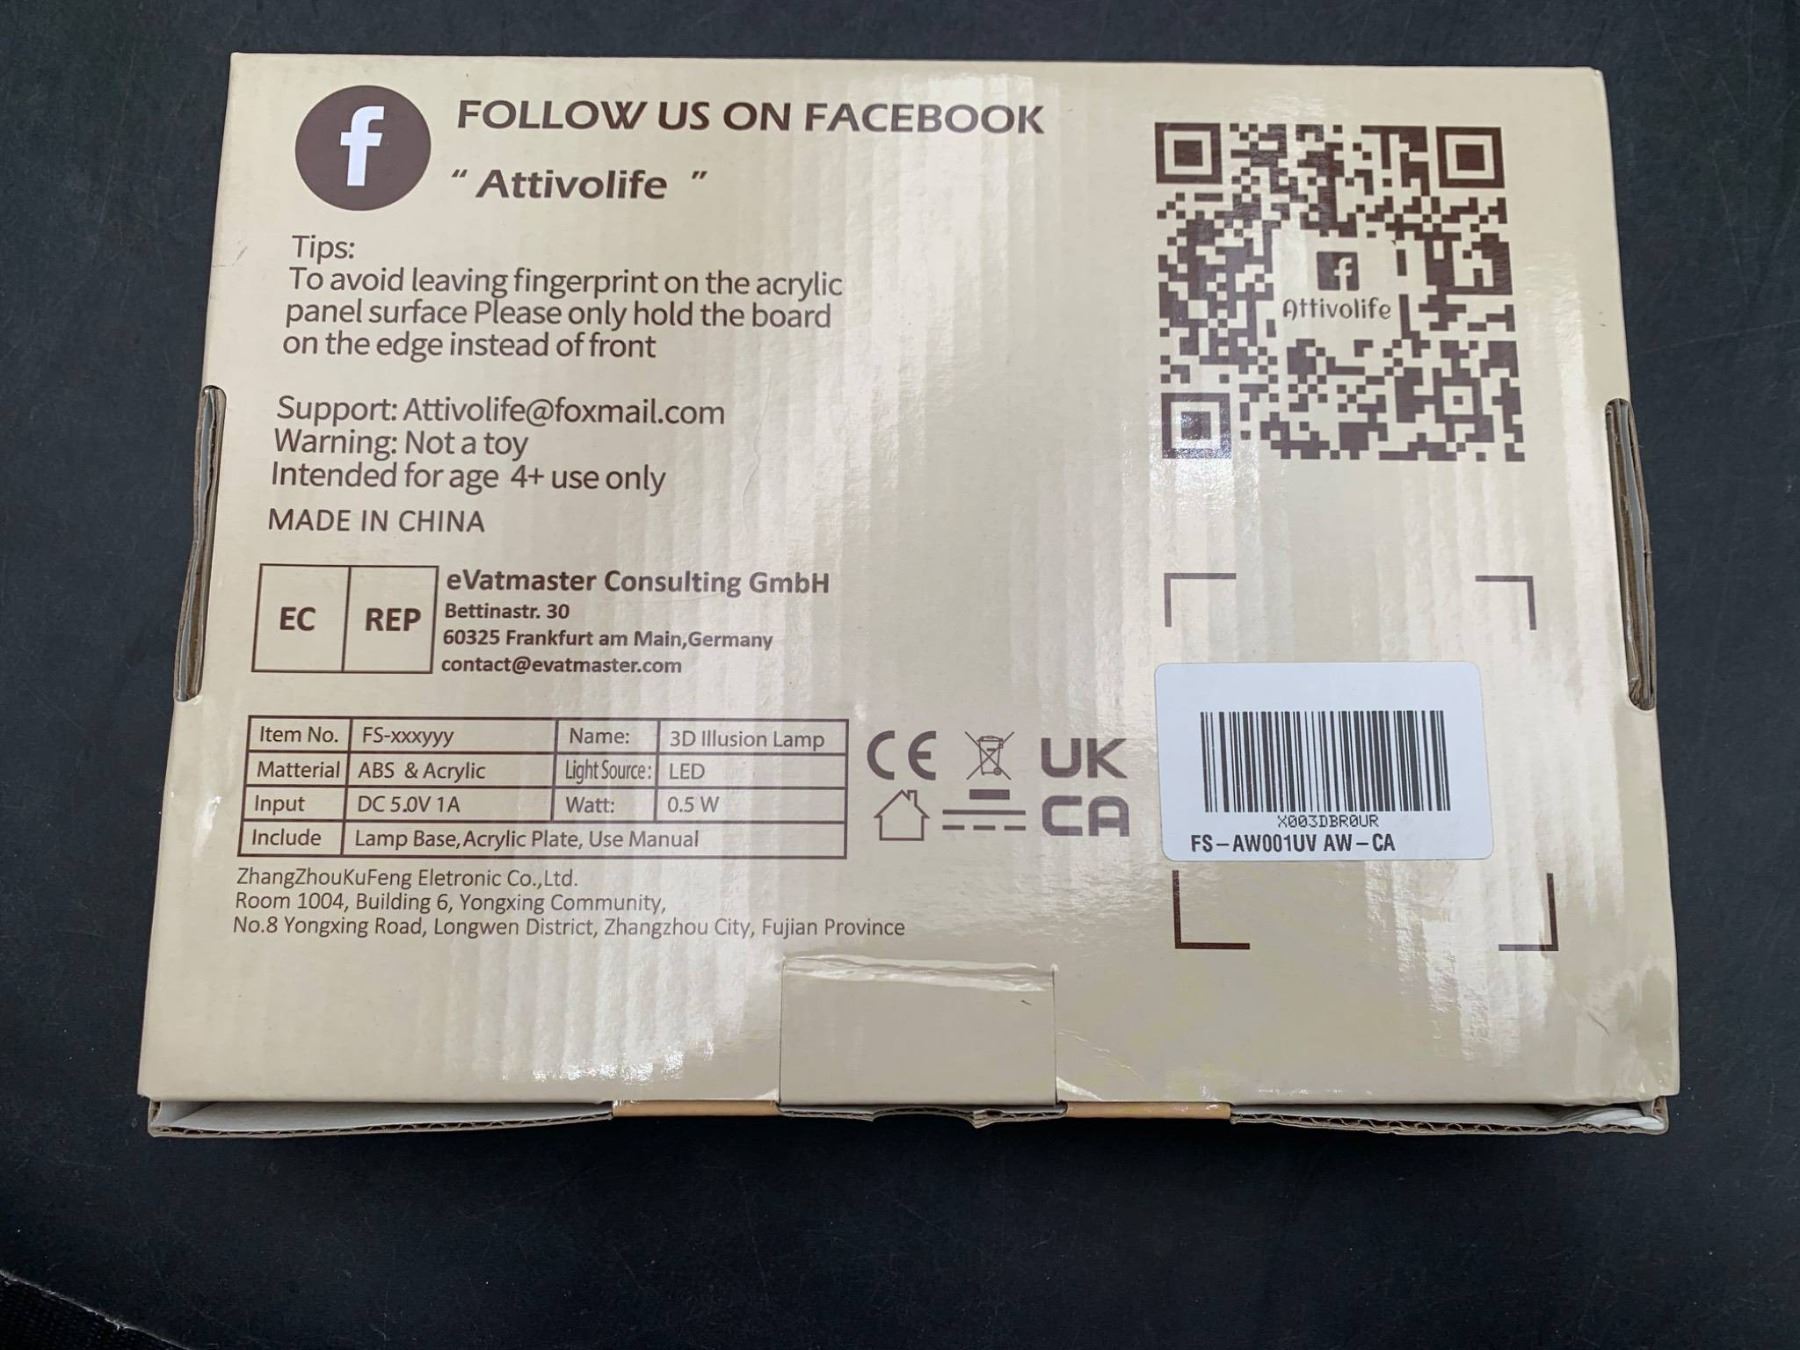 f
FOLLOW US ON FACEBOOK
“ Attivolife ”
Tips:
To avoid leaving fingerprint on the acrylic
panel surface Please only hold the board
on the edge instead of front
Support: Attivolife@foxmail.com
Warning: Not a toy
Intended for age 4+ use only
MADE IN CHINA
f
Attivolife
EC REP
eVatmaster Consulting GmbH
Bettinastr. 30
60325 Frankfurt am Main,Germany
contact@evatmaster.com
Item No. FS-xxxyyy Name: 3D Illusion Lamp
Matterial ABS & Acrylic Light Source: LED
Input DC 5.0V 1A Watt: 0.5 W
Include Lamp Base,Acrylic Plate, Use Manual
CE UK
CA
ZhangZhouKuFeng Eletronic Co.,Ltd.
Room 1004, Building 6, Yongxing Community,
No.8 Yongxing Road, Longwen District, Zhangzhou City, Fujian Province
X003DBR0UR
FS-AW001UV AW-CA